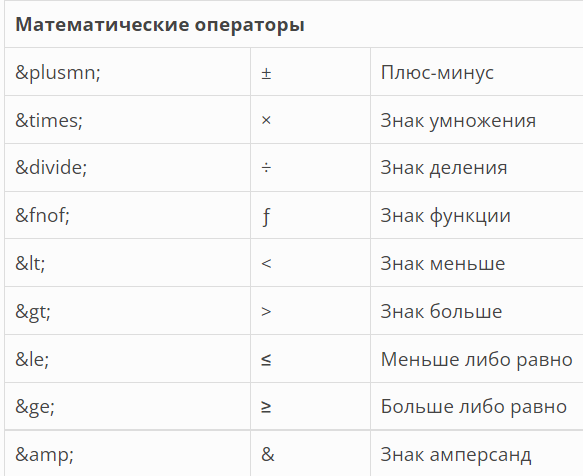 Математические операторы
&plusmn; ± Плюс-минус
&times; × Знак умножения
&divide; ÷ Знак деления
&fnof; ƒ Знак функции
&lt; < Знак меньше
&gt; > Знак больше
&le; ≤ Меньше либо равно
&ge; ≥ Больше либо равно
&amp; & Знак амперсанд